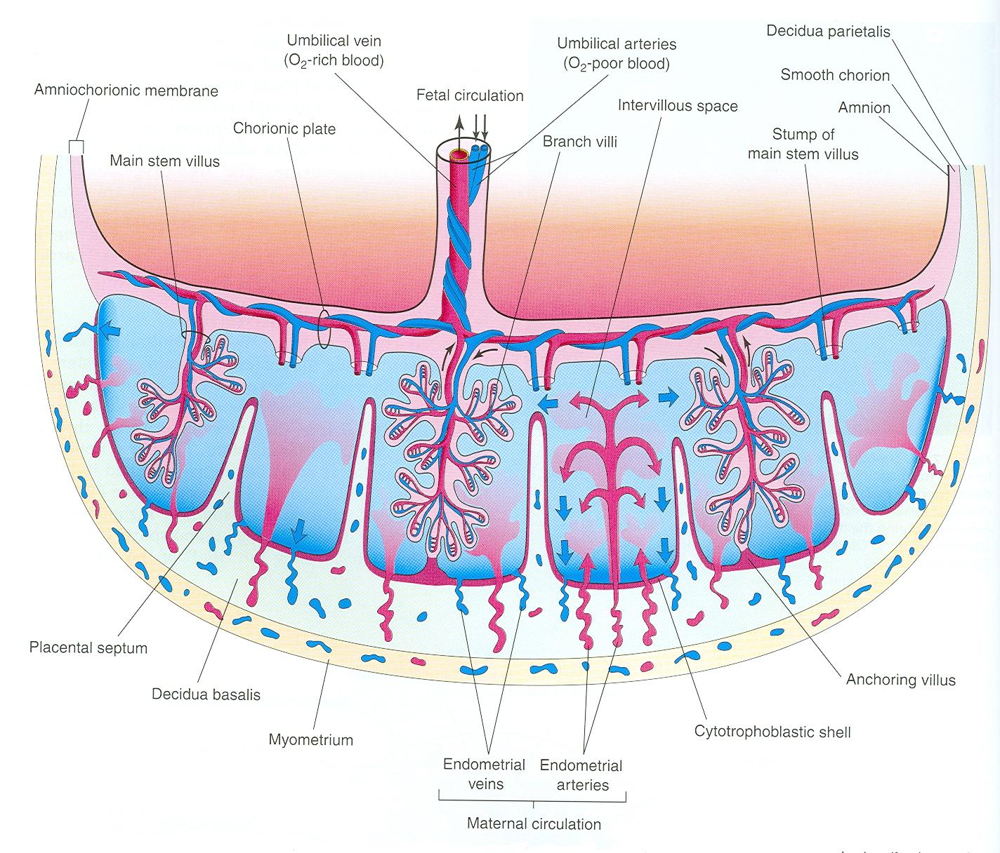 Decidua parietalis
Umbilical vein
(O₂-rich blood)
Umbilical arteries
(O₂-poor blood)
Smooth chorion
Amniochorionic membrane
Fetal circulation
Intervillous space
Amnion
Chorionic plate
Branch villi
Stump of
main stem villus
Main stem villus
Placental septum
Decidua basalis
Anchoring villus
Myometrium
Cytotrophoblastic shell
Endometrial
veins
Endometrial
arteries
Maternal circulation